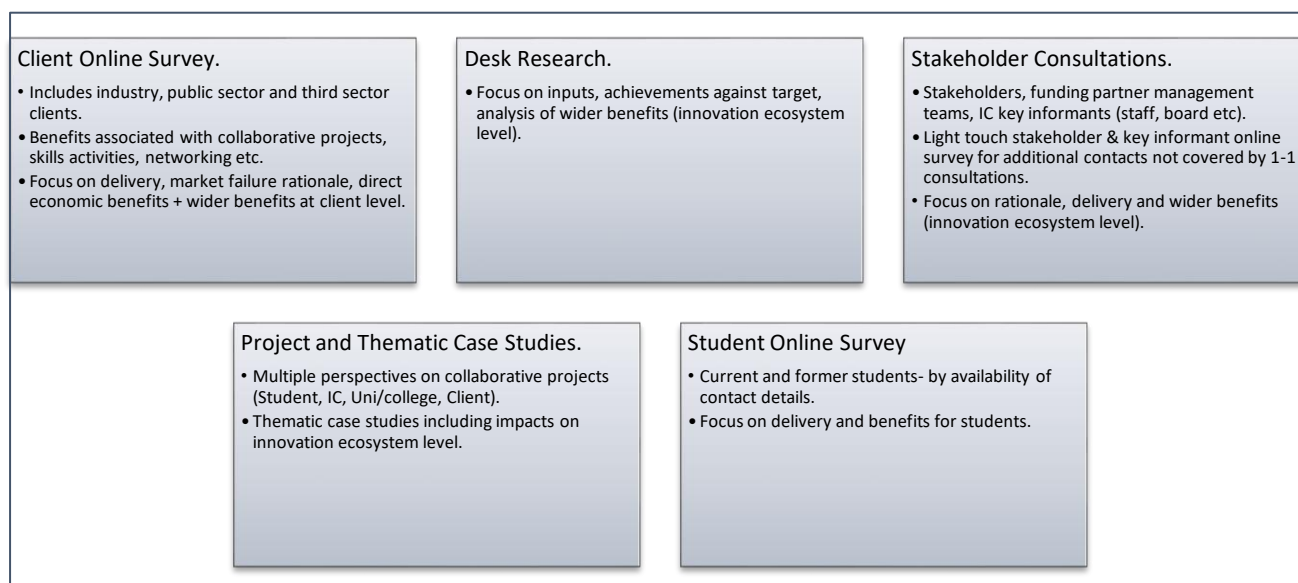 Client Online Survey.
• Includes industry, public sector and third sector
clients.
• Benefits associated with collaborative projects,
skills activities, networking etc.
• Focus on delivery, market failure rationale, direct
economic benefits + wider benefits at client level.
Desk Research.
• Focus on inputs, achievements against target,
analysis of wider benefits (innovation ecosystem
level).
Stakeholder Consultations.
• Stakeholders, funding partner management
teams, IC key informants (staff, board etc).
• Light touch stakeholder & key informant online
survey for additional contacts not covered by 1-1
consultations.
• Focus on rationale, delivery and wider benefits
(innovation ecosystem level).
Project and Thematic Case Studies.
• Multiple perspectives on collaborative projects
(Student, IC, Uni/college, Client).
• Thematic case studies including impacts on
innovation ecosystem level.
Student Online Survey
• Current and former students- by availability of
contact details.
• Focus on delivery and benefits for students.